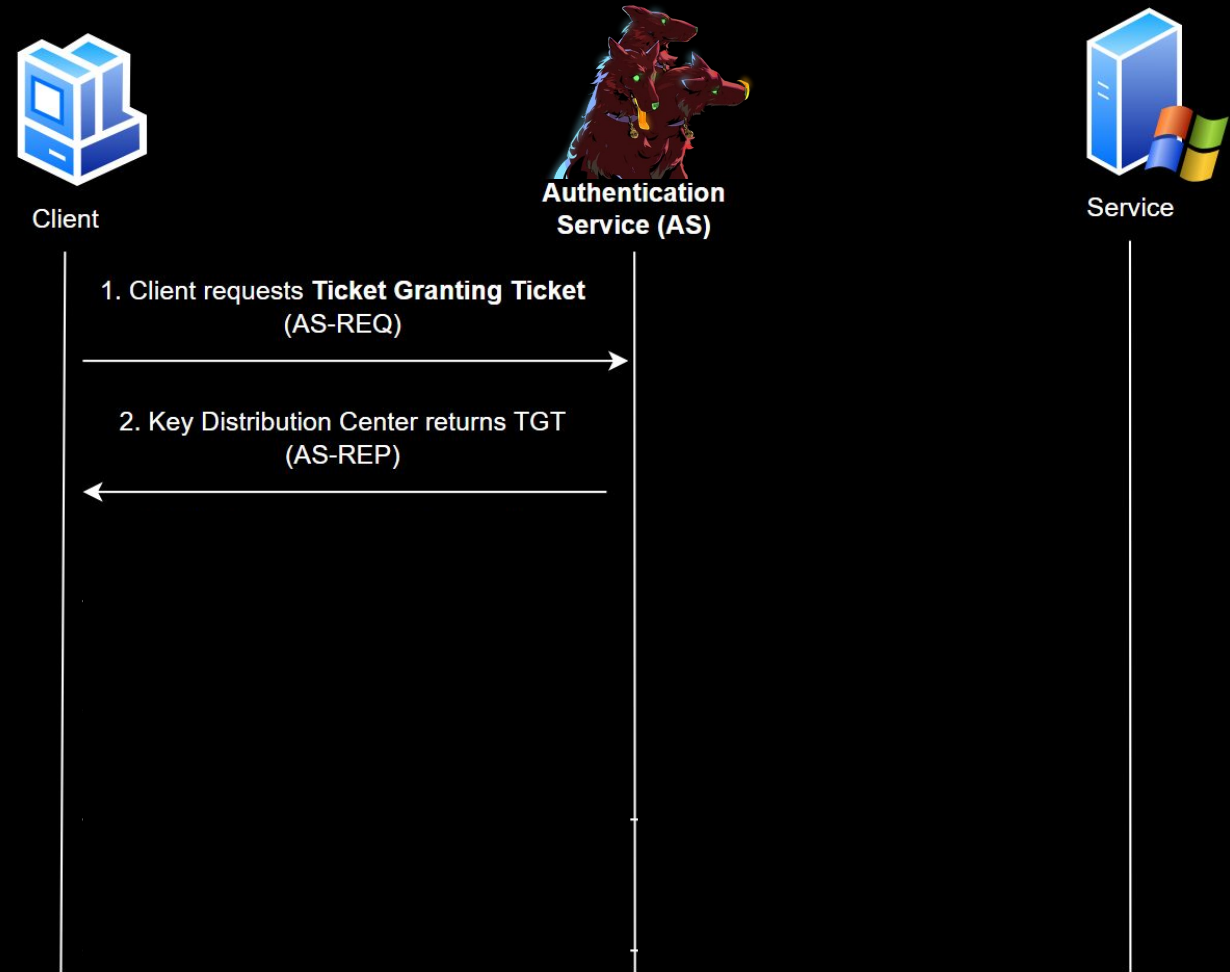 Client
Authentication
Service (AS)
Service
1. Client requests Ticket Granting Ticket
(AS-REQ)
2. Key Distribution Center returns TGT
(AS-REP)